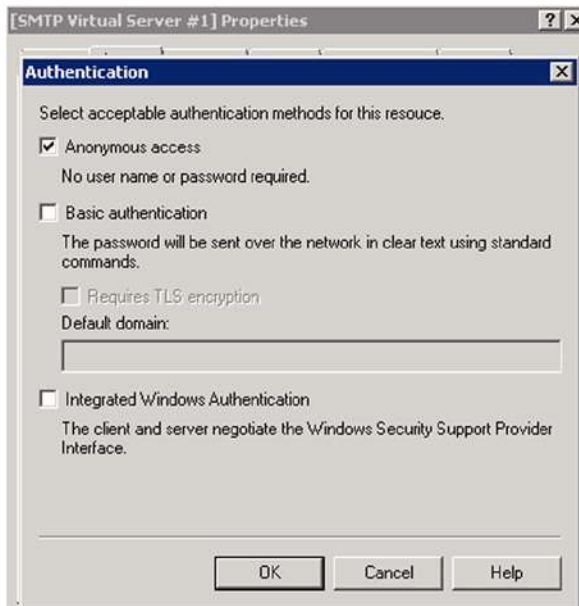 [SMTP Virtual Server #1] Properties
Authentication
Select acceptable authentication methods for this resouce.
Anonymous access
No user name or password required.
Basic authentication
The password will be sent over the network in clear text using standard
commands.
Requires TLS encryption
Default domain:
Integrated Windows Authentication
The client and server negotiate the Windows Security Support Provider
Interface.
OK Cancel Help